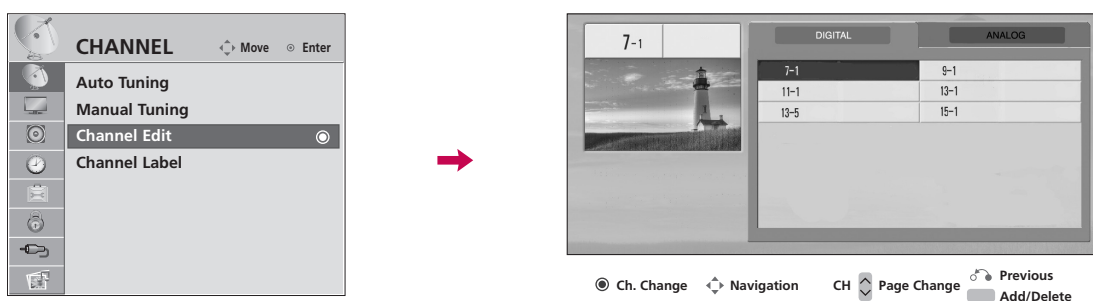 CHANNEL Move Enter
Auto Tuning
Manual Tuning
Channel Edit
Channel Label
7-1
DIGITAL ANALOG
7-1 9-1
11-1 13-1
13-5 15-1
Ch. Change Navigation CH Page Change Previous
Add/Delete